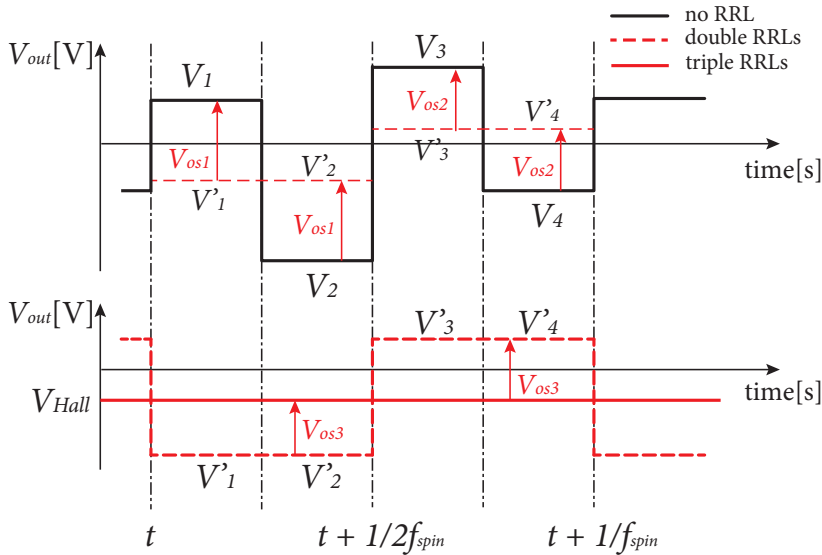 no RRL
double RRLs
triple RRLs
Vout[V]
V1
V3
Vos2
V'4
Vos1
V'2
V'3
time[s]
V'1
Vos2
Vos1
V4
V2
Vout[V]
V'3
V'4
time[s]
VHall
Vos3
Vos3
V'1
V'2
t
t + 1/2fspin
t + 1/fspin